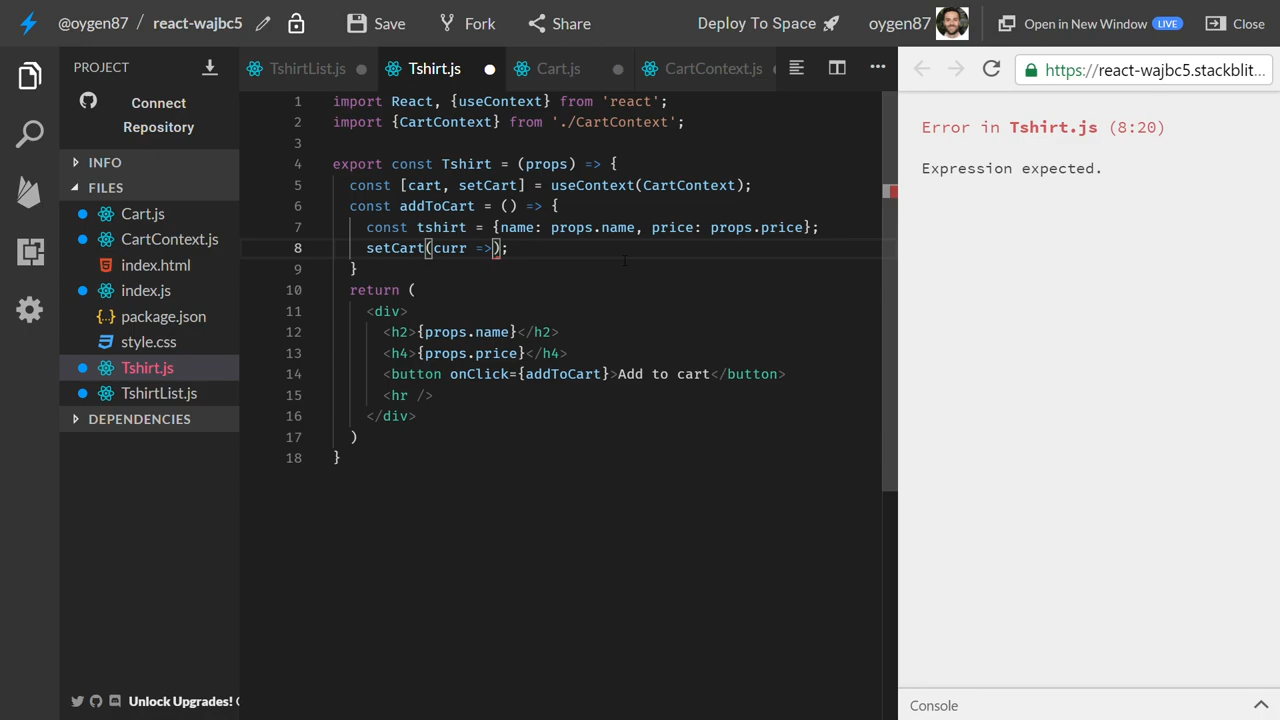 @oygen87 / react-wajbc5 Save Fork Share Deploy To Space oygen87 Open in New Window LIVE Close
PROJECT
Connect
Repository
INFO
FILES
Cart.js
CartContext.js
index.html
index.js
{..} package.json
style.css
Tshirt.js
TshirtList.js
DEPENDENCIES
Unlock Upgrades!
TshirtList.js Tshirt.js Cart.js CartContext.js
1 import React, {useContext} from 'react';
2 import {CartContext} from './CartContext';
3
4 export const Tshirt = (props) => {
5 const [cart, setCart] = useContext(CartContext);
6 const addToCart = () => {
7 const tshirt = {name: props.name, price: props.price};
8 setCart(curr =>);
9 }
10 return (
11 <div>
12 <h2>{props.name}</h2>
13 <h4>{props.price}</h4>
14 <button onClick={addToCart}>Add to cart</button>
15 <hr />
16 </div>
17 )
18 }
https://react-wajbc5.stackblit...
Error in Tshirt.js (8:20)
Expression expected.
Console